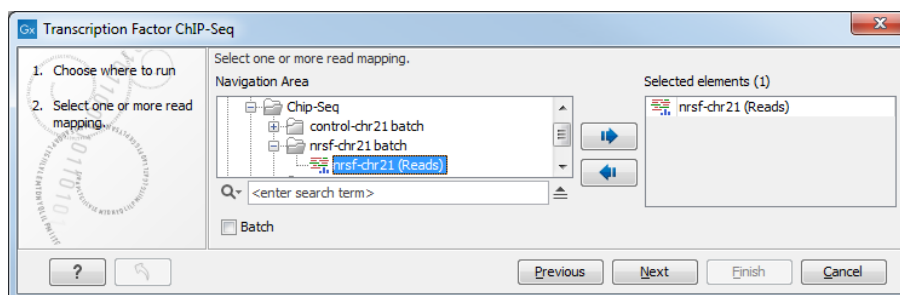 Gx Transcription Factor ChIP-Seq
X
1. Choose where to run
2. Select one or more read
mapping.
Select one or more read mapping.
Navigation Area
Chip-Seq
control-chr21 batch
nrsf-chr21 batch
nrsf-chr21 (Reads)
<enter search term>
Batch
Selected elements (1)
nrsf-chr21 (Reads)
?
Previous
Next
Finish
Cancel